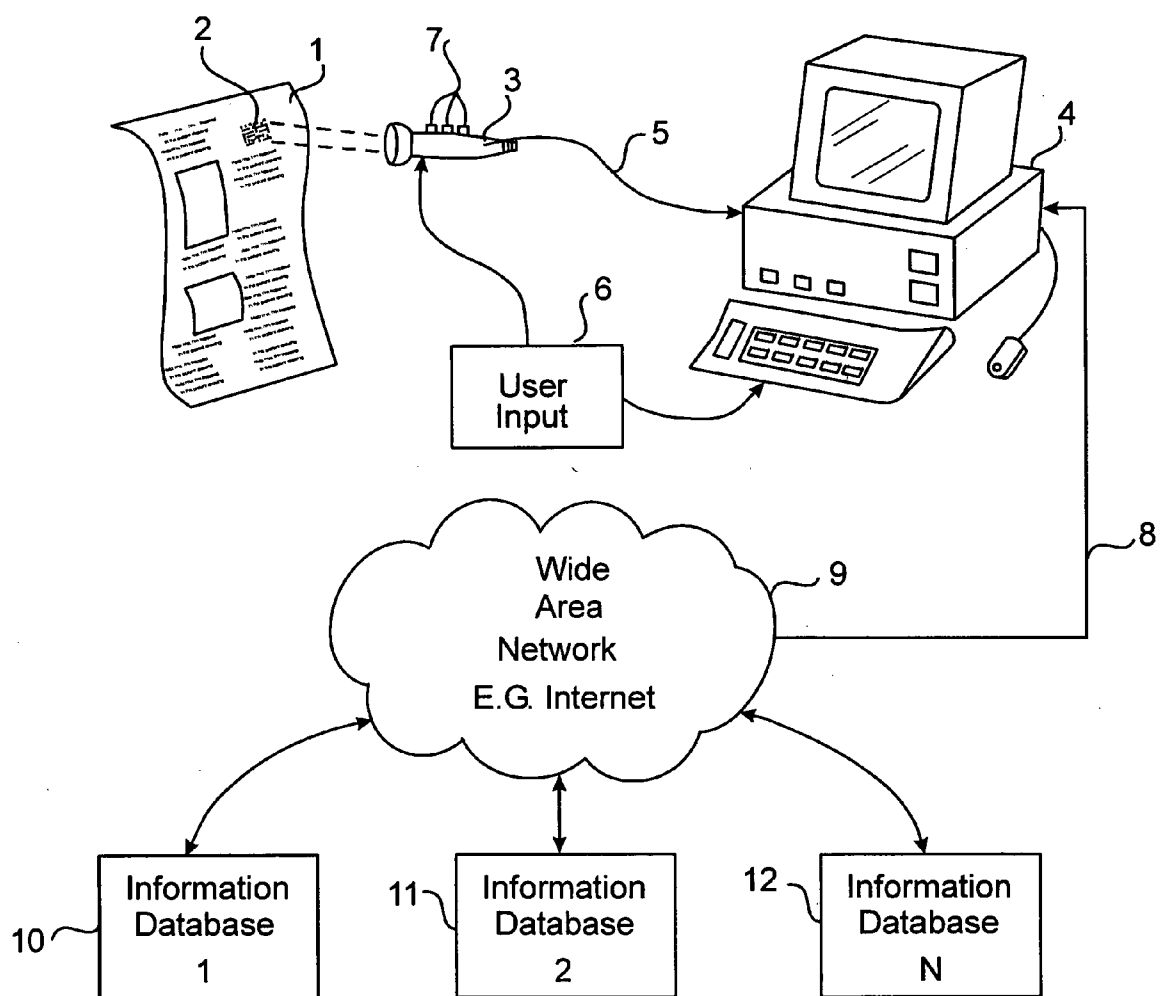 2
1
7
3
4
5
6
User
Input
8
9
Wide
Area
Network
E.G. Internet
10
Information
Database
1
11
Information
Database
2
12
Information
Database
N